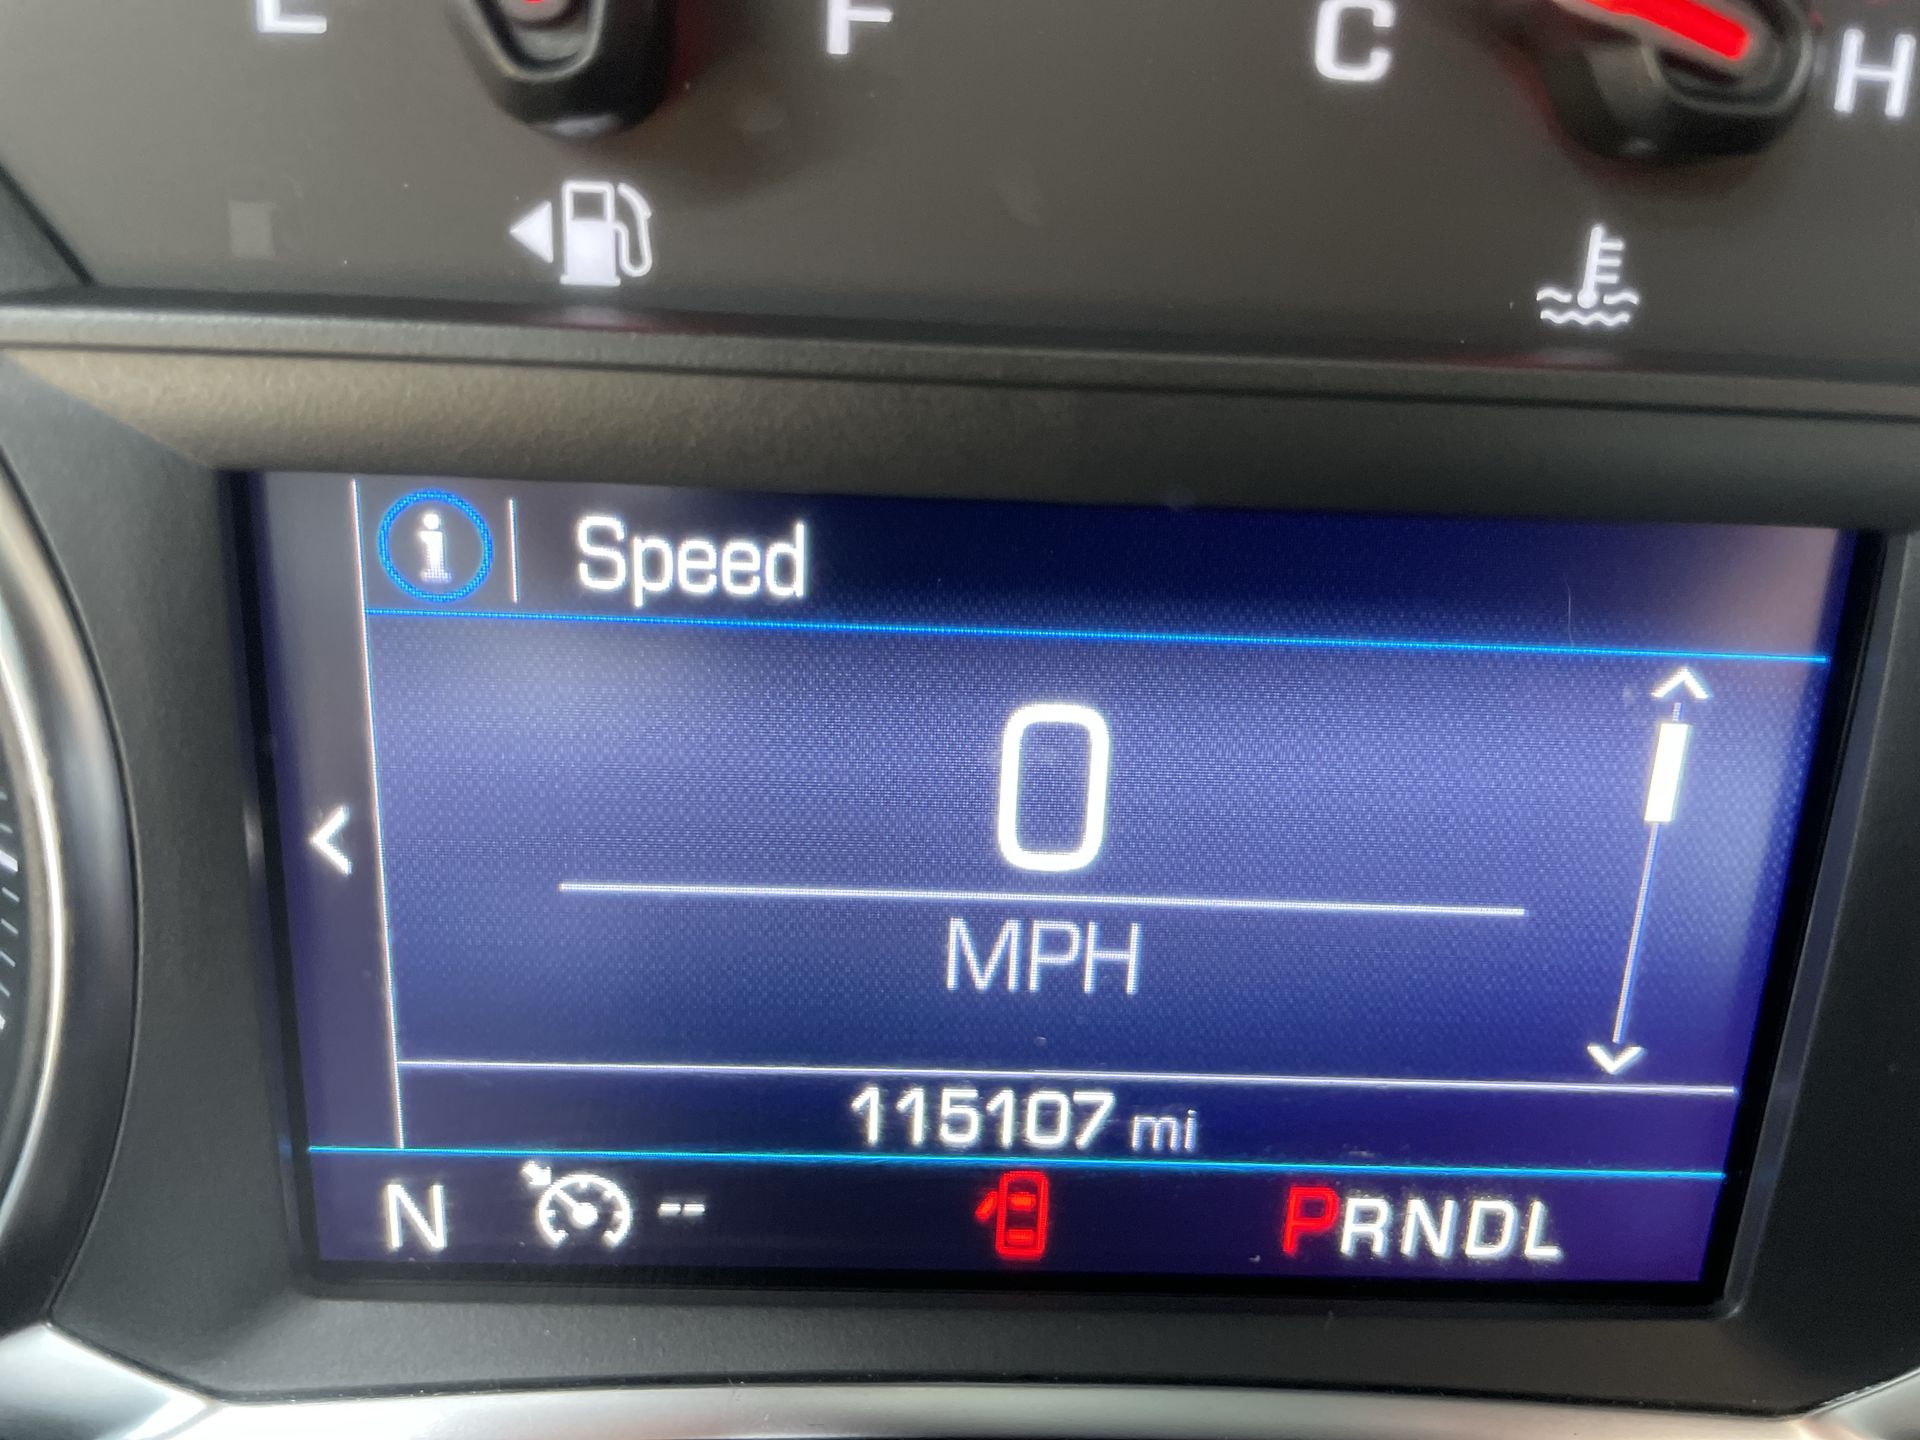 E F C H
i Speed
0
MPH
115107 mi
N -- PRNDL